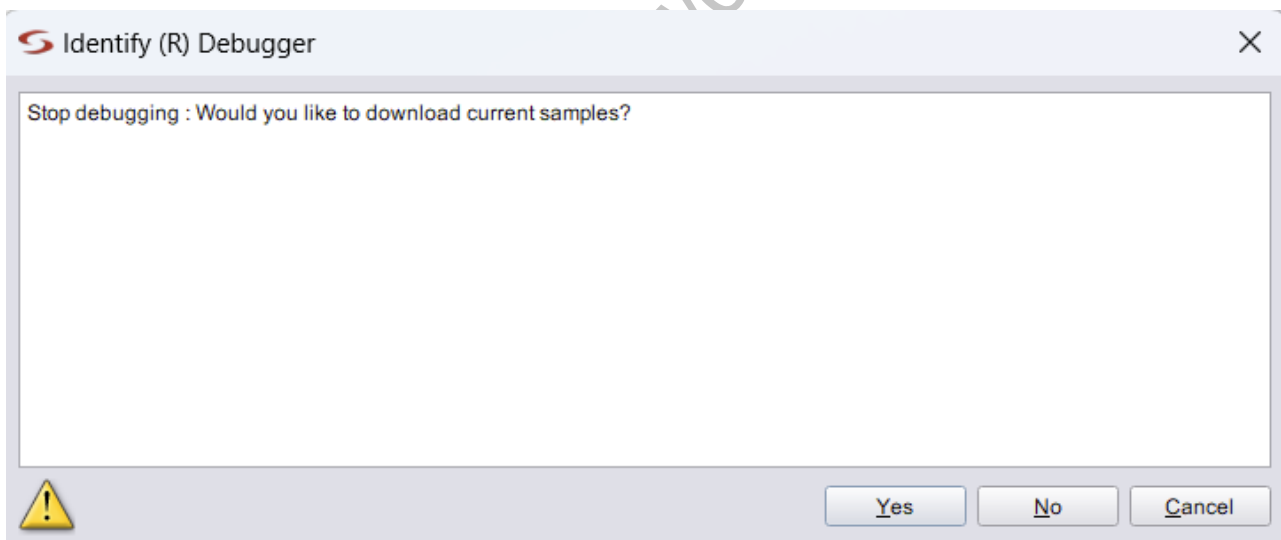 Identify (R) Debugger
Stop debugging : Would you like to download current samples?
Yes
No
Cancel